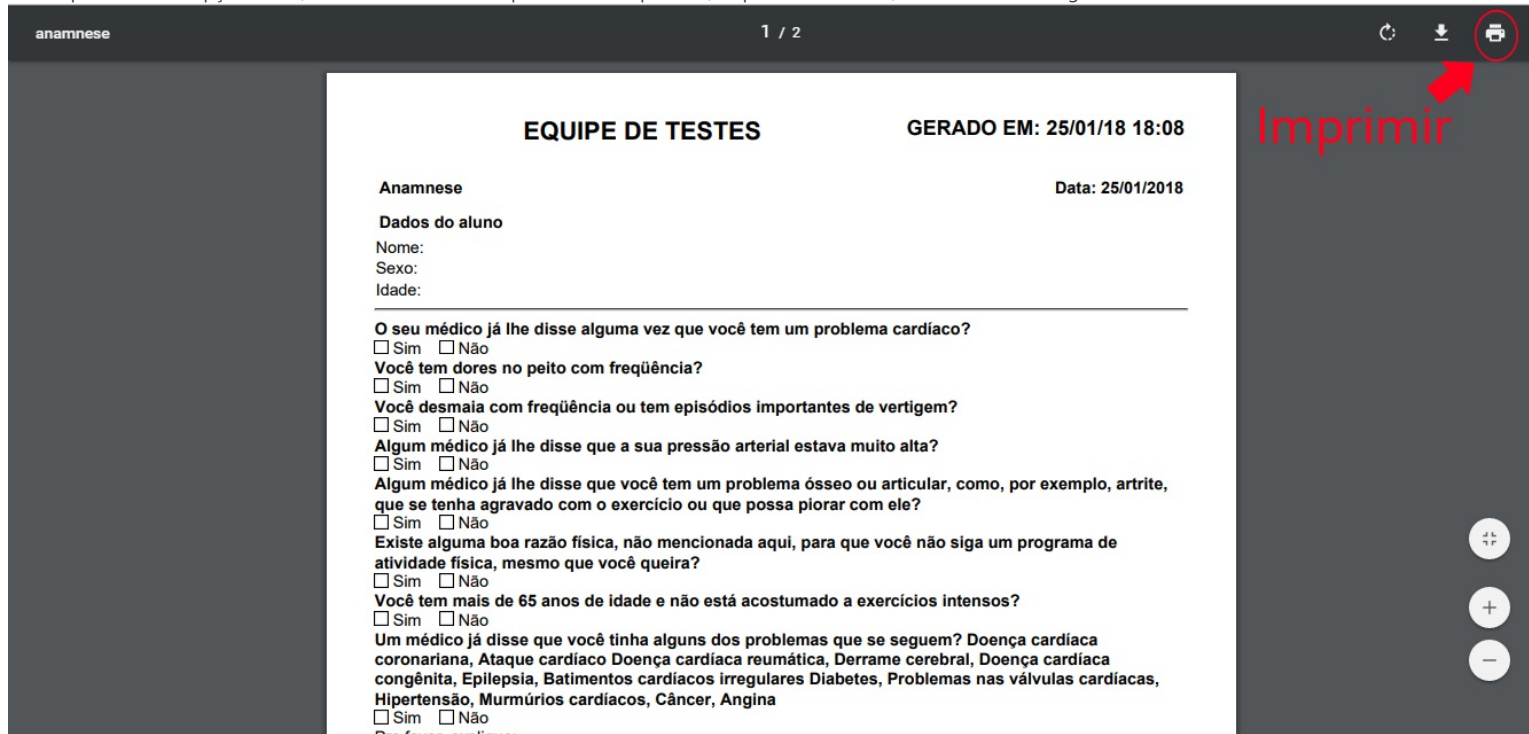 anamnese
1 / 2
Imprimir
EQUIPE DE TESTES
GERADO EM: 25/01/18 18:08
Anamnese
Data: 25/01/2018
Dados do aluno
Nome:
Sexo:
Idade:
O seu médico já lhe disse alguma vez que você tem um problema cardíaco?
Sim Não
Você tem dores no peito com freqüência?
Sim Não
Você desmaia com freqüência ou tem episódios importantes de vertigem?
Sim Não
Algum médico já lhe disse que a sua pressão arterial estava muito alta?
Sim Não
Algum médico já lhe disse que você tem um problema ósseo ou articular, como, por exemplo, artrite,
que se tenha agravado com o exercício ou que possa piorar com ele?
Sim Não
Existe alguma boa razão física, não mencionada aqui, para que você não siga um programa de
atividade física, mesmo que você queira?
Sim Não
Você tem mais de 65 anos de idade e não está acostumado a exercícios intensos?
Sim Não
Um médico já disse que você tinha alguns dos problemas que se seguem? Doença cardíaca
coronariana, Ataque cardíaco Doença cardíaca reumática, Derrame cerebral, Doença cardíaca
congênita, Epilepsia, Batimentos cardíacos irregulares Diabetes, Problemas nas válvulas cardíacas,
Hipertensão, Murmúrios cardíacos, Câncer, Angina
Sim Não